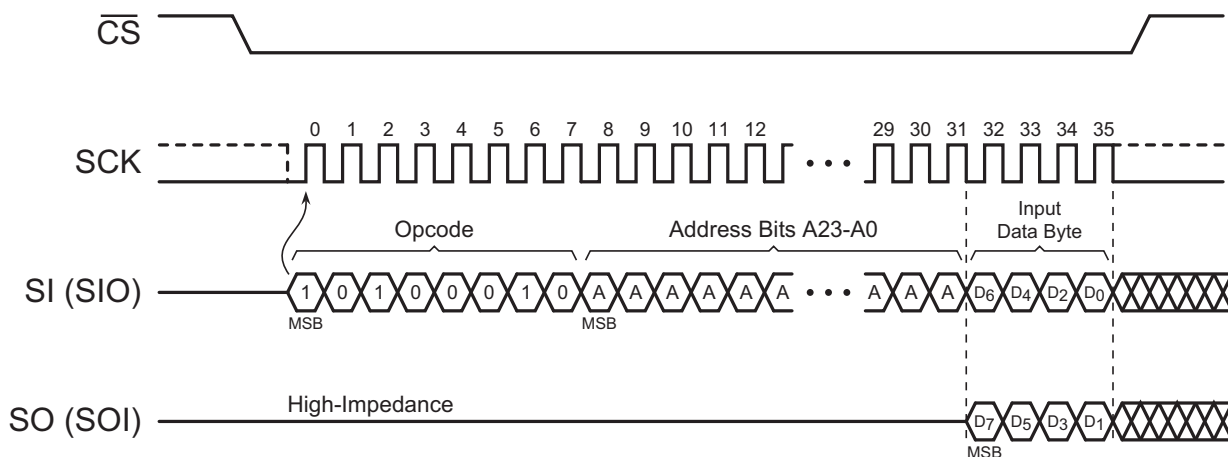 CS
0 1 2 3 4 5 6 7 8 9 10 11 12 29 30 31 32 33 34 35
SCK
Opcode
Address Bits A23-A0
Input
Data Byte
SI (SIO)
1 0 1 0 0 0 1 0 A A A A A A A A A D6 D4 D2 D0
MSB MSB
High-Impedance
SO (SOI)
D7 D5 D3 D1
MSB